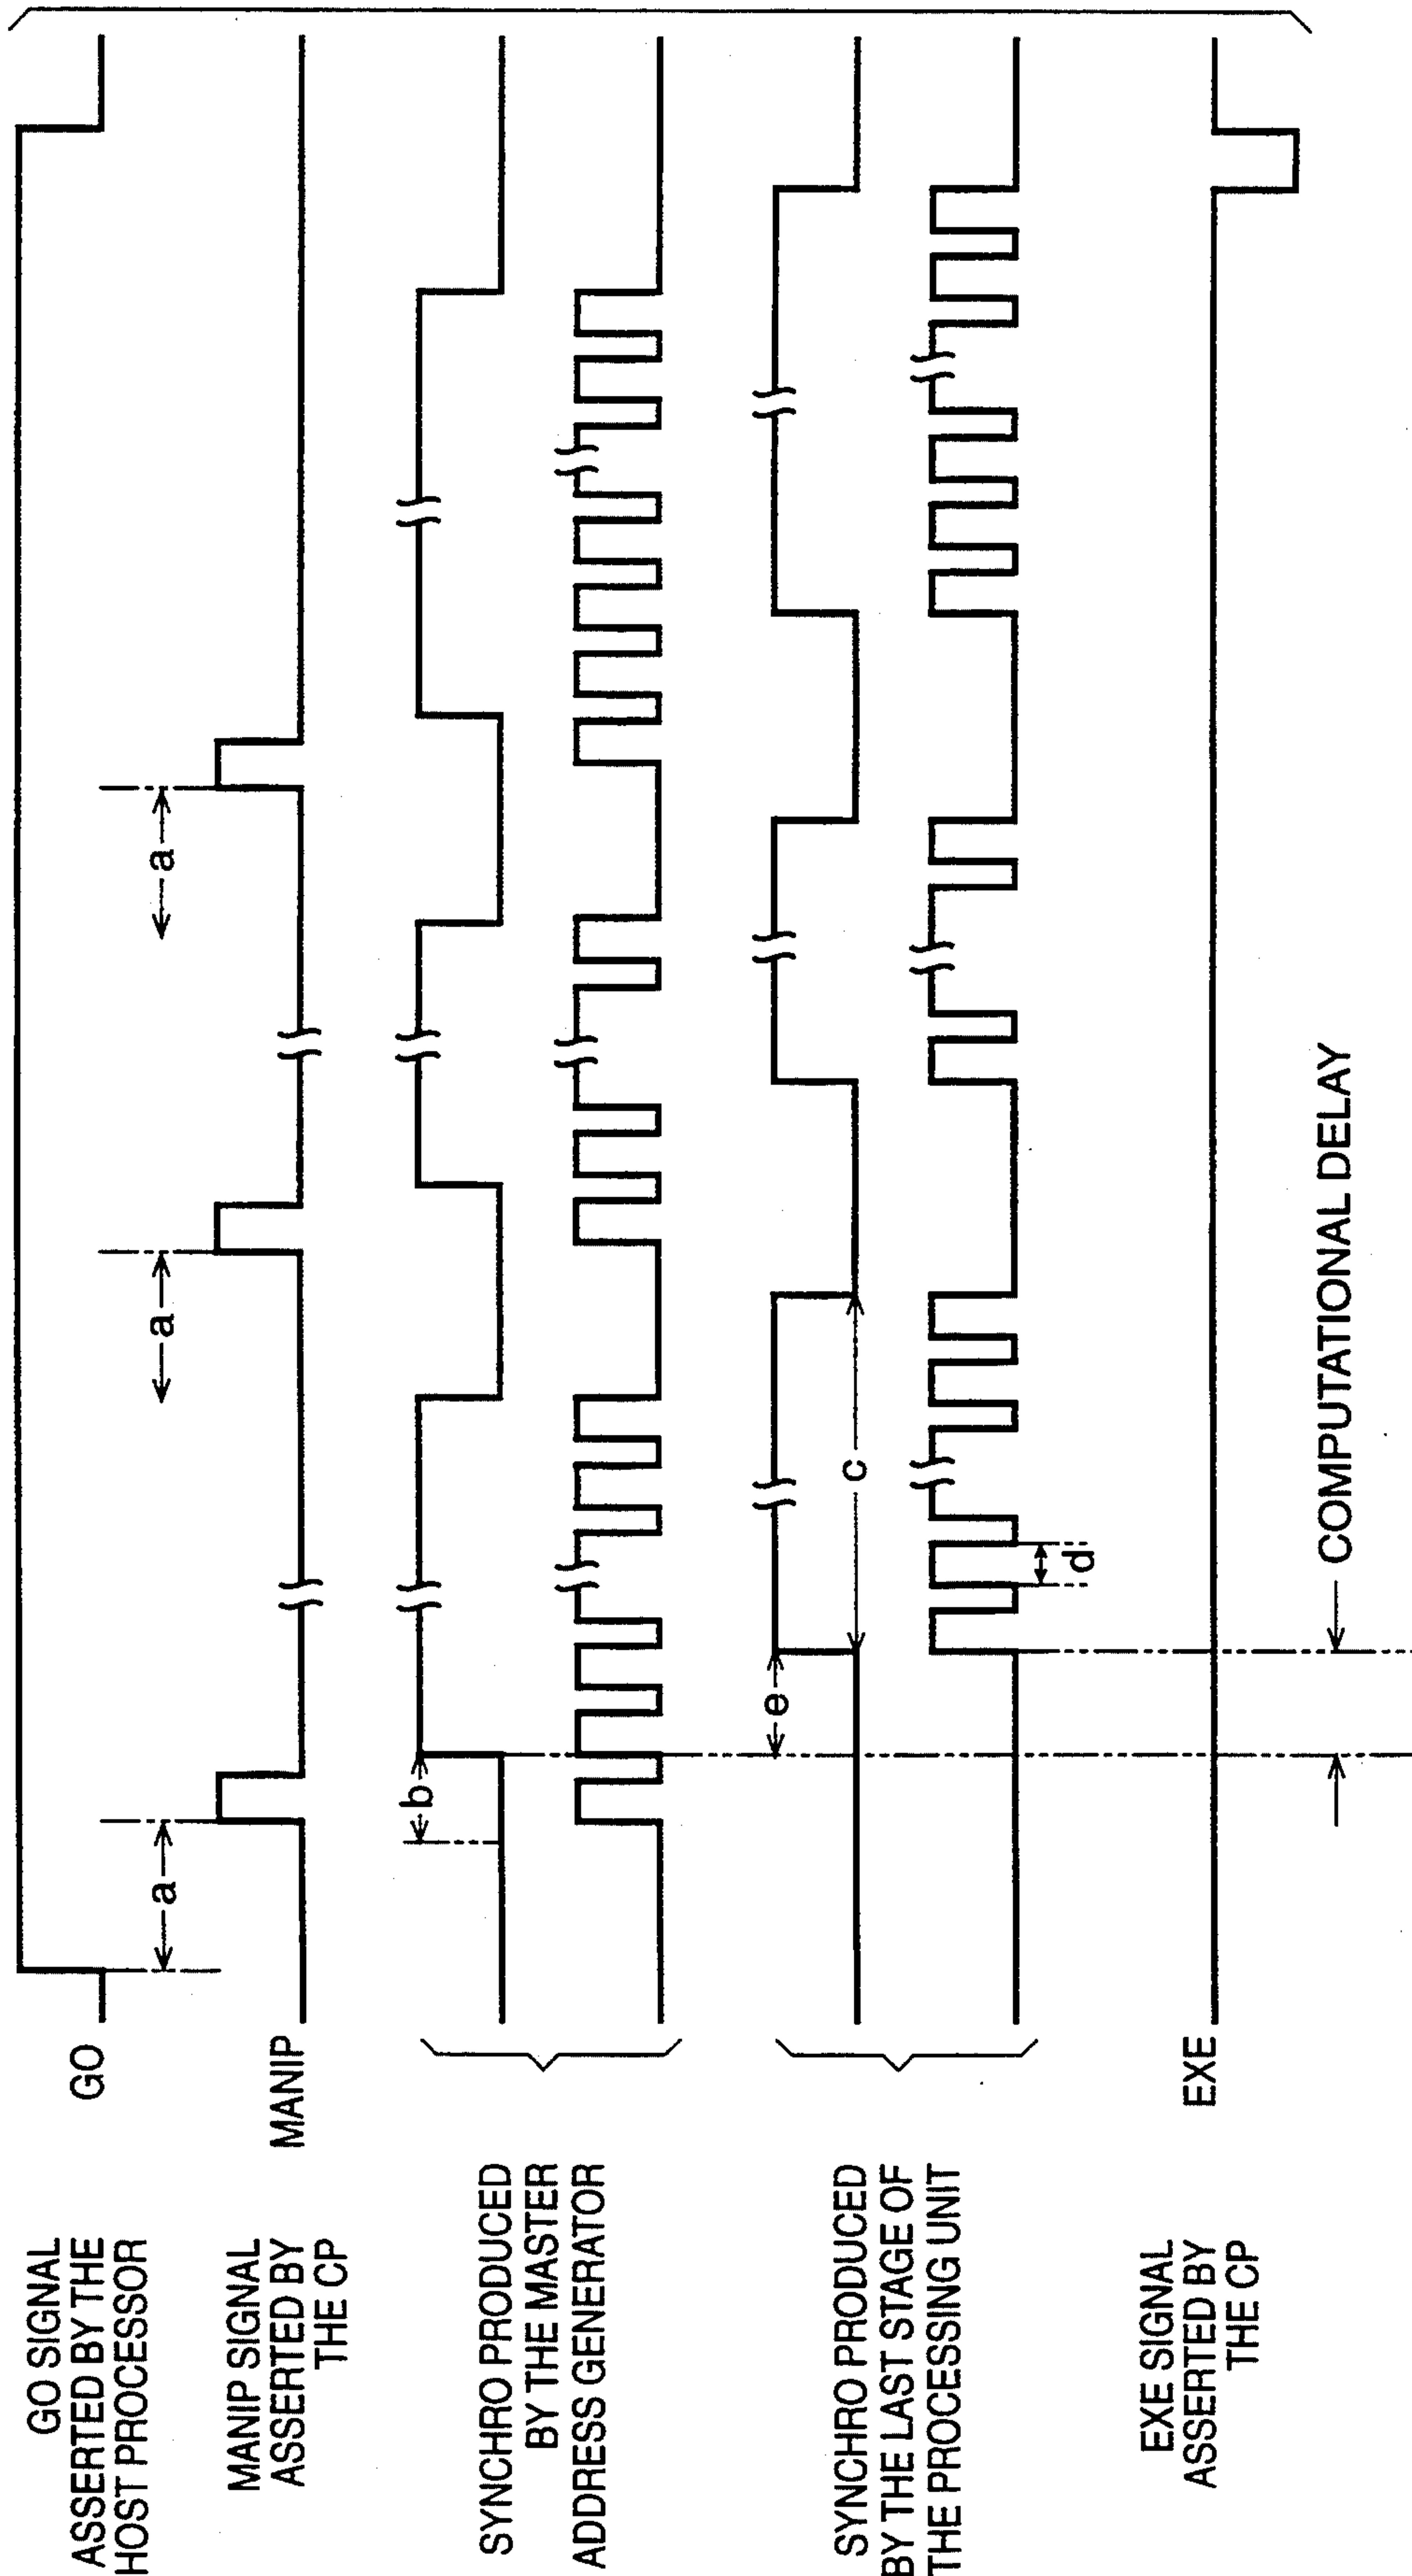 GO SIGNAL
ASSERTED BY THE
HOST PROCESSOR
GO
a
a
a
MANIP SIGNAL
ASSERTED BY
THE CP
MANIP
SYNCHRO PRODUCED
BY THE MASTER
ADDRESS GENERATOR
b
SYNCHRO PRODUCED
BY THE LAST STAGE OF
THE PROCESSING UNIT
e
c
d
EXE SIGNAL
ASSERTED BY
THE CP
EXE
COMPUTATIONAL DELAY